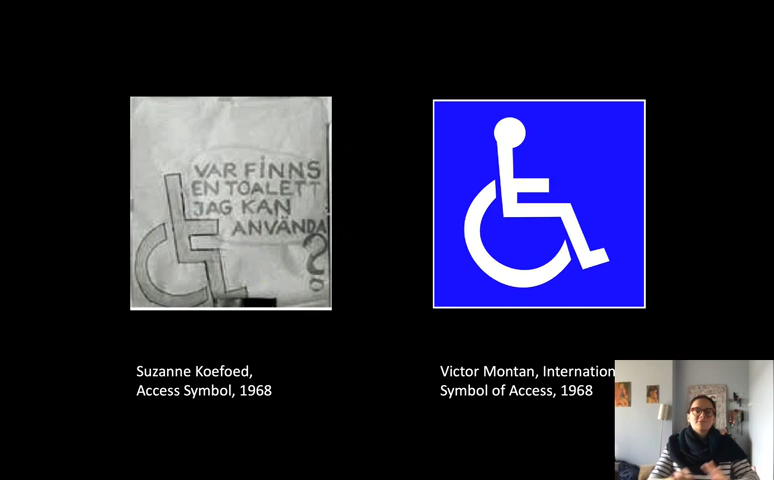 VAR FINNS
EN TOALETT
JAG KAN
ANVÄNDA
?
Suzanne Koefoed,
Access Symbol, 1968
Victor Montan, Internation
Symbol of Access, 1968